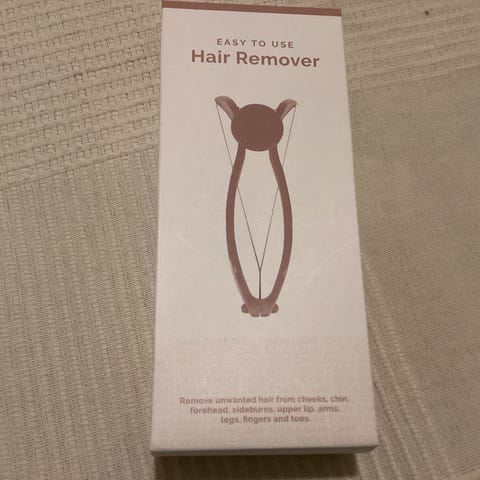 EASY TO USE
Hair Remover
Remove unwanted hair from cheeks, chin,
forehead, sideburns, upper lip, arms,
legs, fingers and toes.